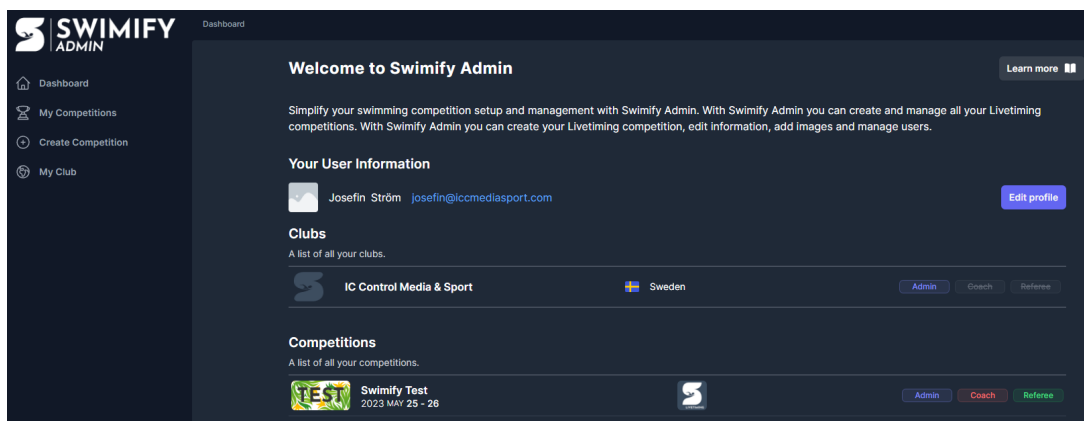 SWIMIFY
ADMIN
Dashboard
Dashboard
My Competitions
Create Competition
My Club
Welcome to Swimify Admin
Learn more
Simplify your swimming competition setup and management with Swimify Admin. With Swimify Admin you can create and manage all your Livetiming
competitions. With Swimify Admin you can create your Livetiming competition, edit information, add images and manage users.
Your User Information
Josefin Ström josefin@iccmediasport.com
Edit profile
Clubs
A list of all your clubs.
IC Control Media & Sport Sweden Admin Coach Referee
Competitions
A list of all your competitions.
TEST
Swimify Test
2023 MAY 25 - 26
LIVETIMING
Admin Coach Referee